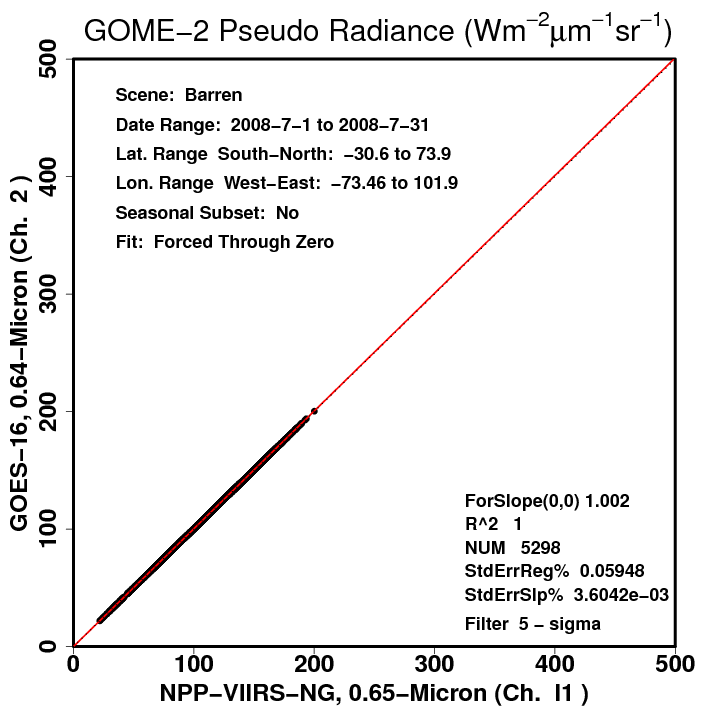 GOME−2 Pseudo Radiance (Wm⁻²μm⁻¹sr⁻¹)
500
400
300
200
100
0
GOES−16, 0.64−Micron (Ch. 2 )
Scene: Barren
Date Range: 2008−7−1 to 2008−7−31
Lat. Range South−North: −30.6 to 73.9
Lon. Range West−East: −73.46 to 101.9
Seasonal Subset: No
Fit: Forced Through Zero
ForSlope(0,0) 1.002
R^2 1
NUM 5298
StdErrReg% 0.05948
StdErrSlp% 3.6042e−03
Filter 5 − sigma
0 100 200 300 400 500
NPP−VIIRS−NG, 0.65−Micron (Ch. I1 )